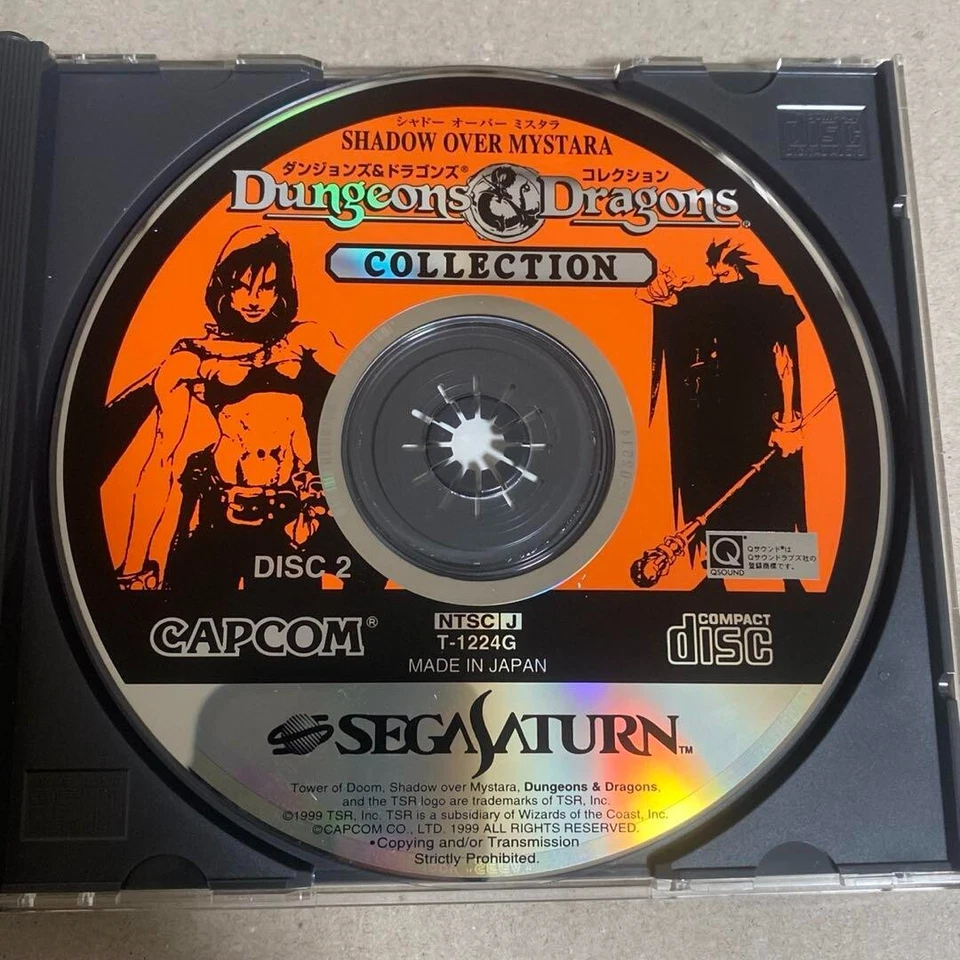 シャドー オーバー ミスタラ
SHADOW OVER MYSTARA
ダンジョンズ&ドラゴンズ® コレクション
Dungeons & Dragons®
COLLECTION
DISC 2
Q
QSOUND
Qサウンド®は
Qサウンドラブズ社の
登録商標です。
CAPCOM®
NTSC J
T-1224G
MADE IN JAPAN
COMPACT
disc
SEGA SATURN™
Tower of Doom, Shadow over Mystara, Dungeons & Dragons,
and the TSR logo are trademarks of TSR, Inc.
©1999 TSR, Inc. TSR is a subsidiary of Wizards of the Coast, Inc.
©CAPCOM CO., LTD. 1999 ALL RIGHTS RESERVED.
•Copying and/or Transmission
Strictly Prohibited.